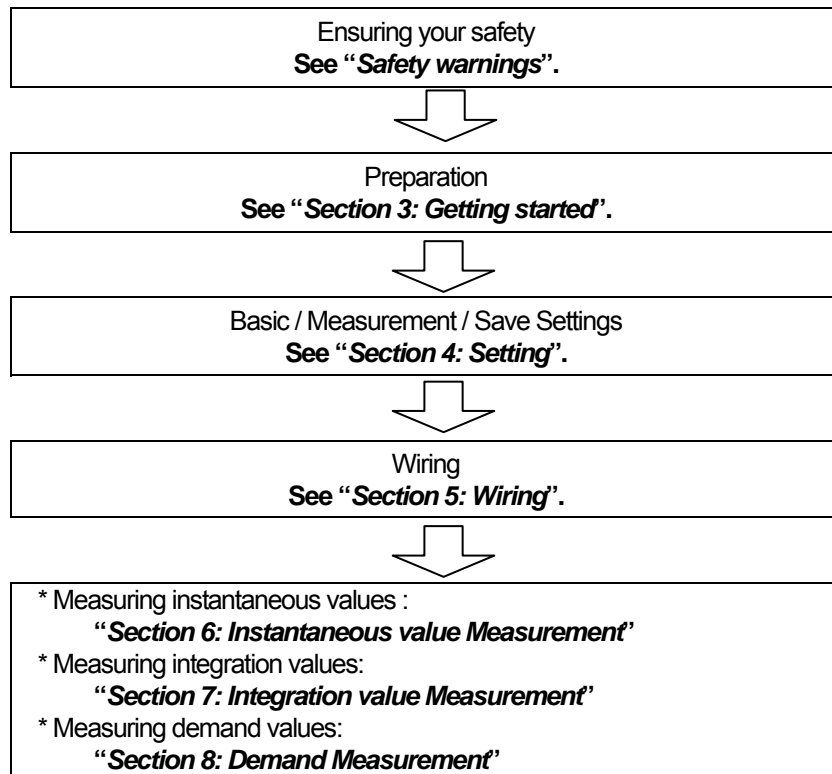 Ensuring your safety
See “Safety warnings”.
Preparation
See “Section 3: Getting started”.
Basic / Measurement / Save Settings
See “Section 4: Setting”.
Wiring
See “Section 5: Wiring”.
* Measuring instantaneous values :
“Section 6: Instantaneous value Measurement”
* Measuring integration values:
“Section 7: Integration value Measurement”
* Measuring demand values:
“Section 8: Demand Measurement”